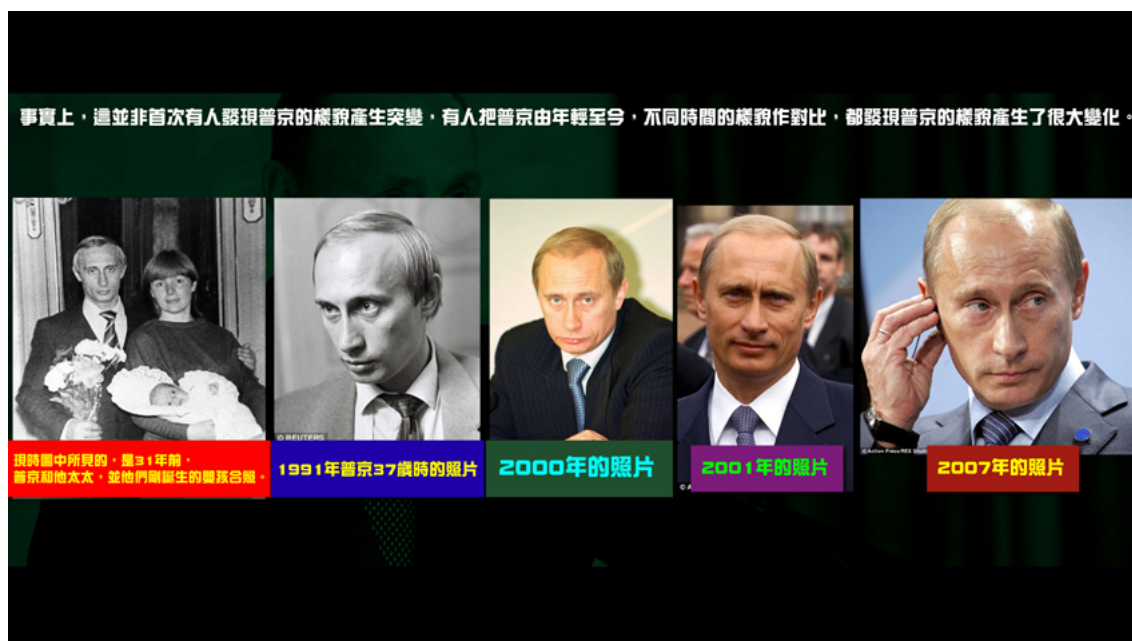 事實上，這並非首次有人發現普京的樣貌產生突變，有人把普京由年輕至今，不同時間的樣貌作對比，都發現普京的樣貌產生了很大變化。
現時圖中所見的，是31年前，
普京和他太太，並他們剛誕生的嬰孩合照。
© REUTERS
1991年普京37歲時的照片
2000年的照片
2001年的照片
© Action Press/REX
2007年的照片